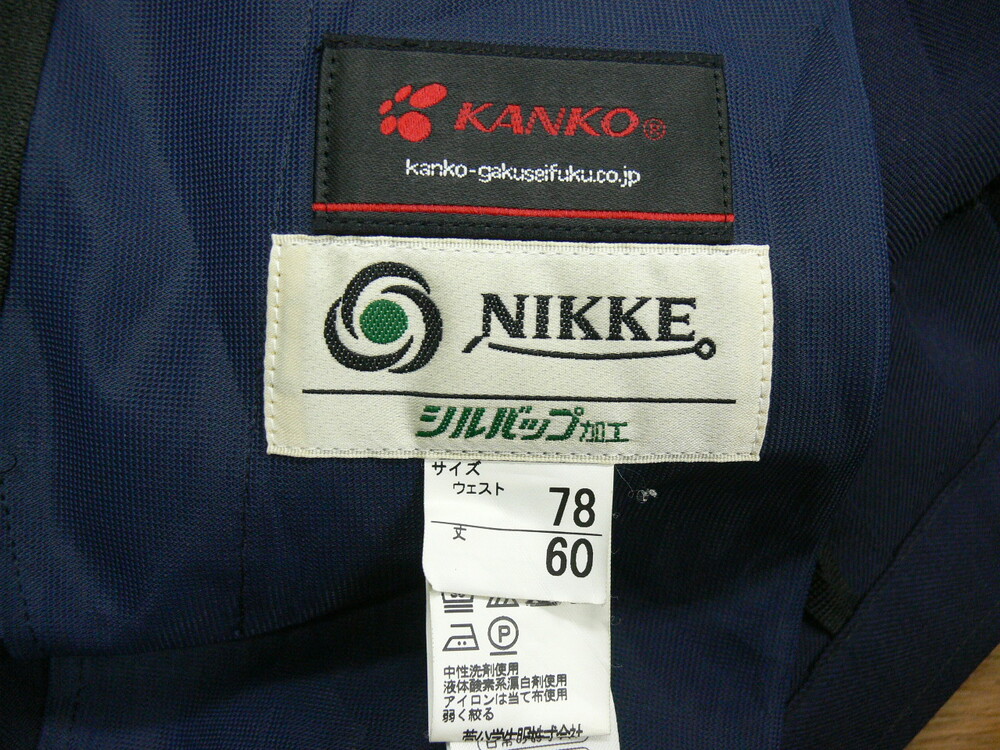 KANKO®
kanko-gakuseifuku.co.jp
NIKKE
シルバップ加工
サイズ
ウェスト 78
丈 60
P
中性洗剤使用
液体酸素系漂白剤使用
アイロンは当て布使用
弱く絞る